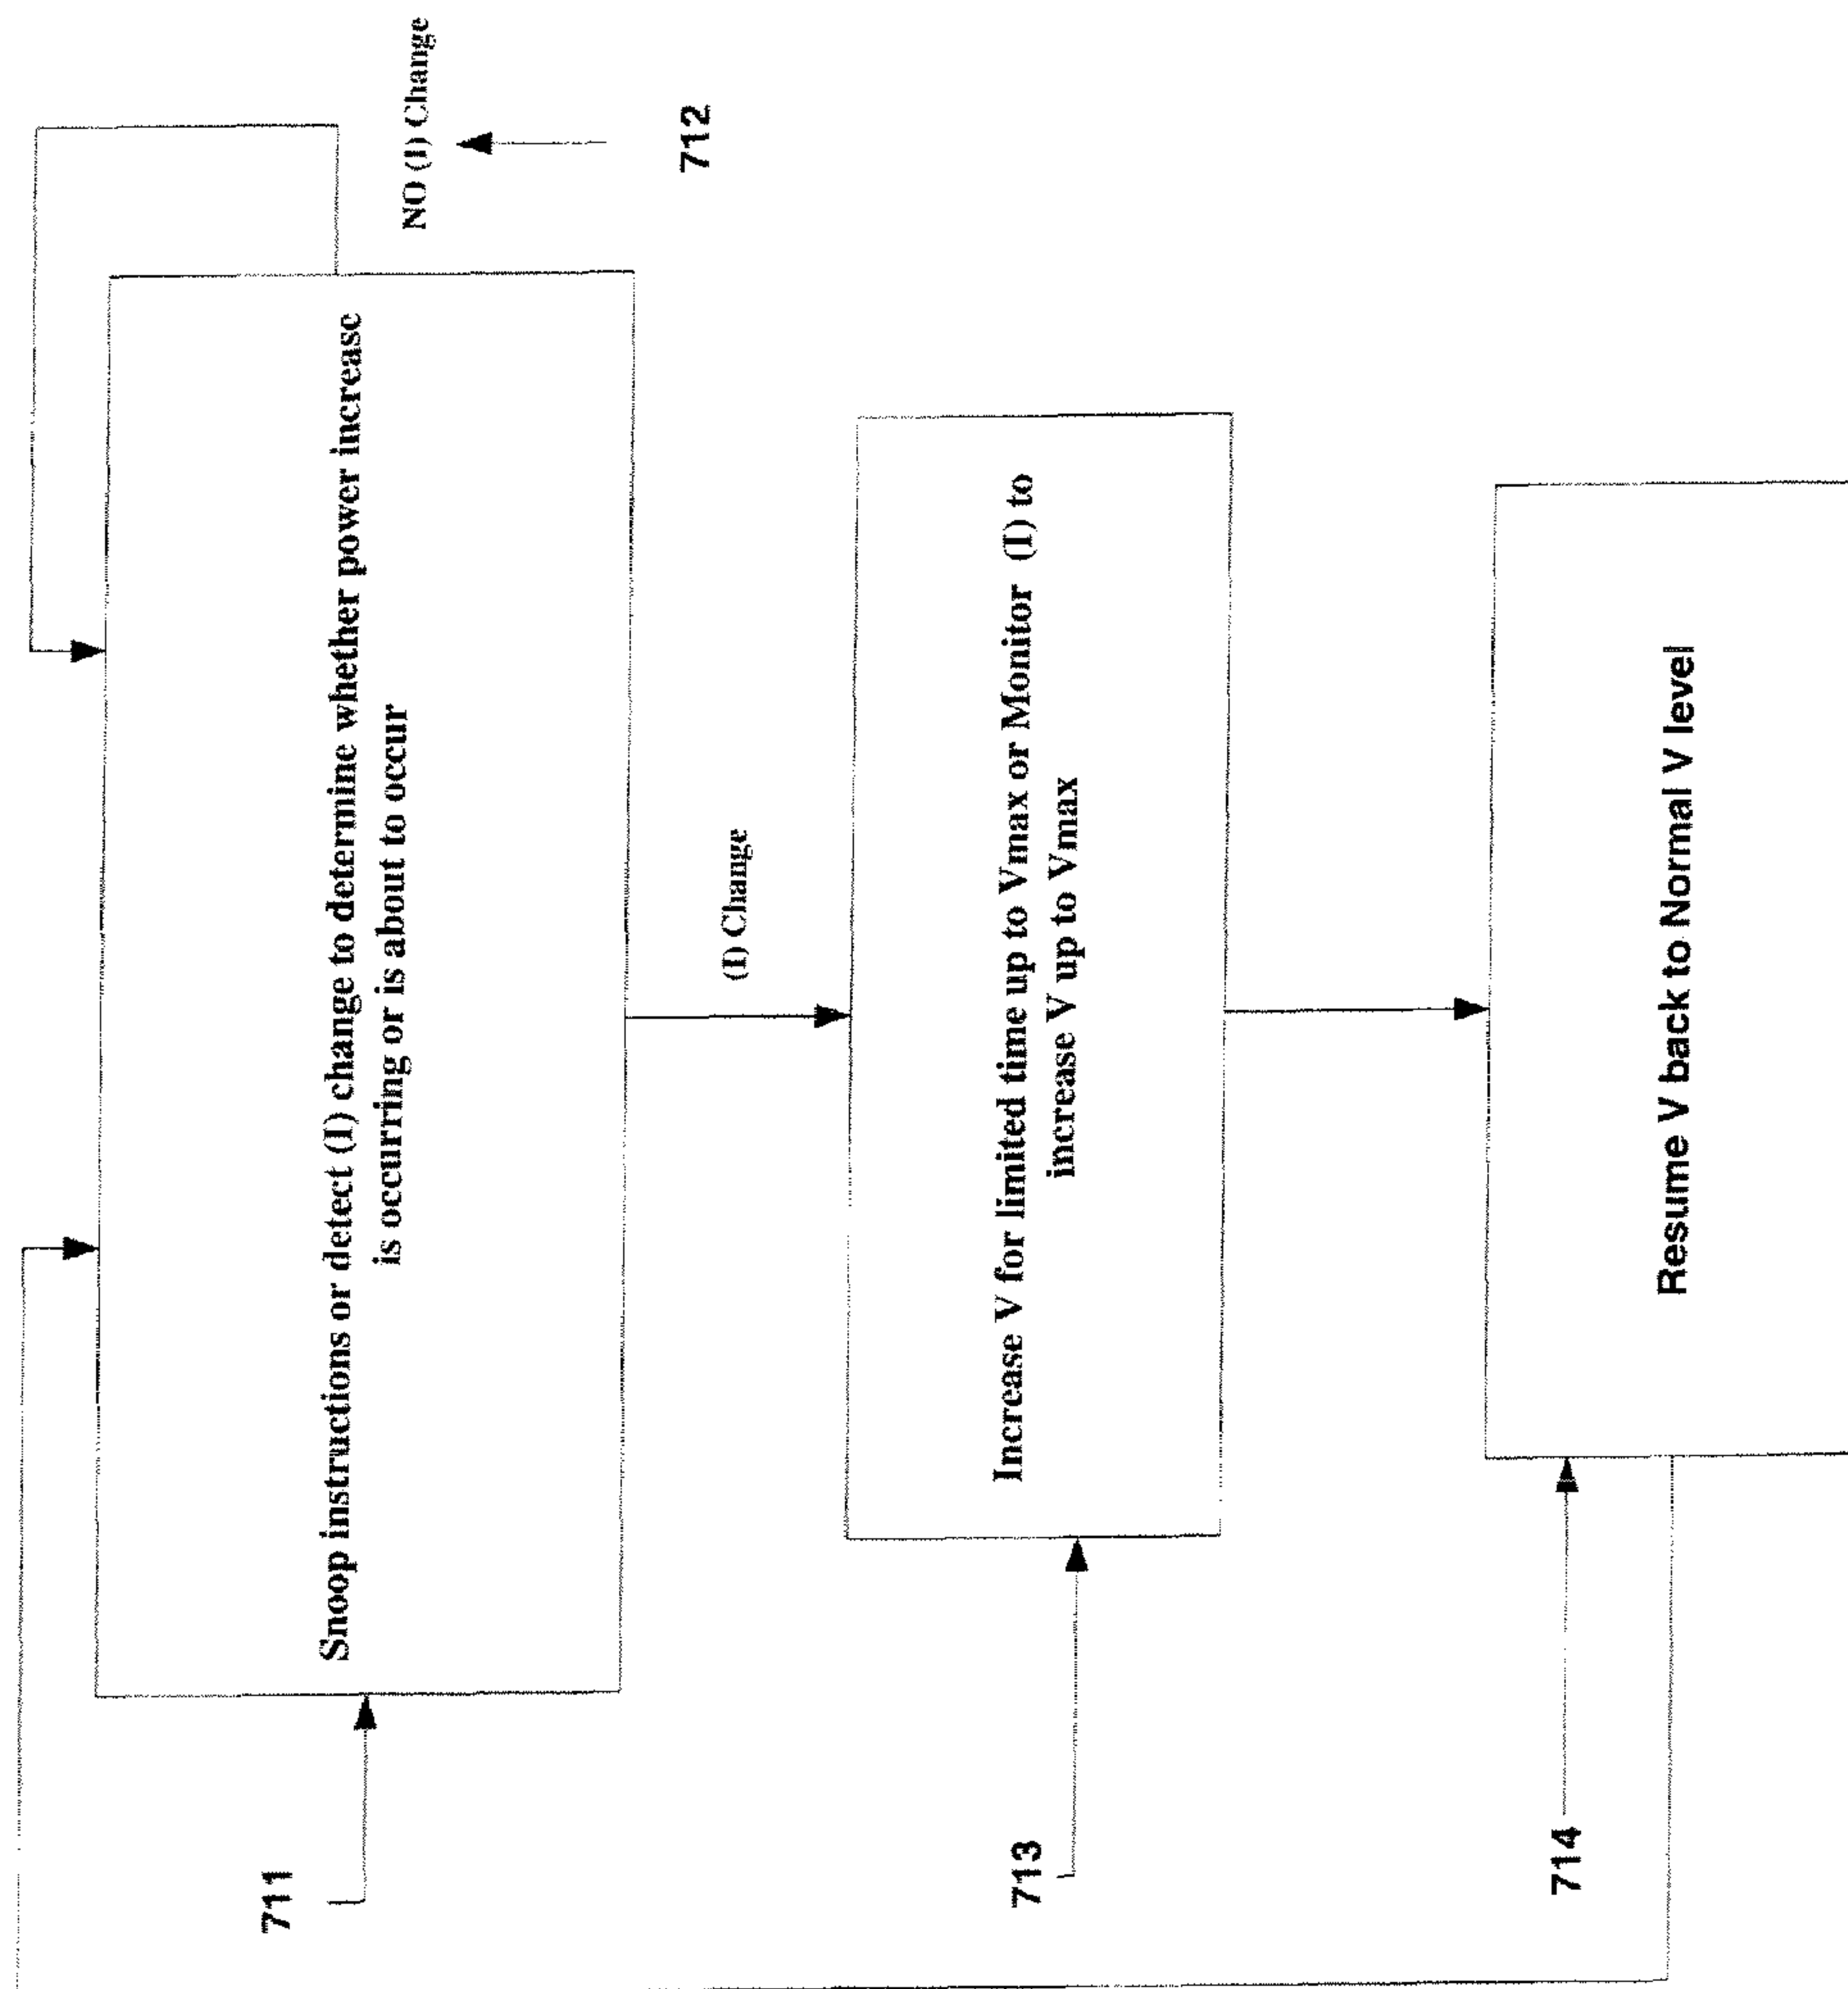 NO (I) Change
712
711
Snoop instructions or detect (I) change to determine whether power increase
is occurring or is about to occur
(I) Change
713
Increase V for limited time up to Vmax or Monitor (I) to
increase V up to Vmax
714
Resume V back to Normal V level